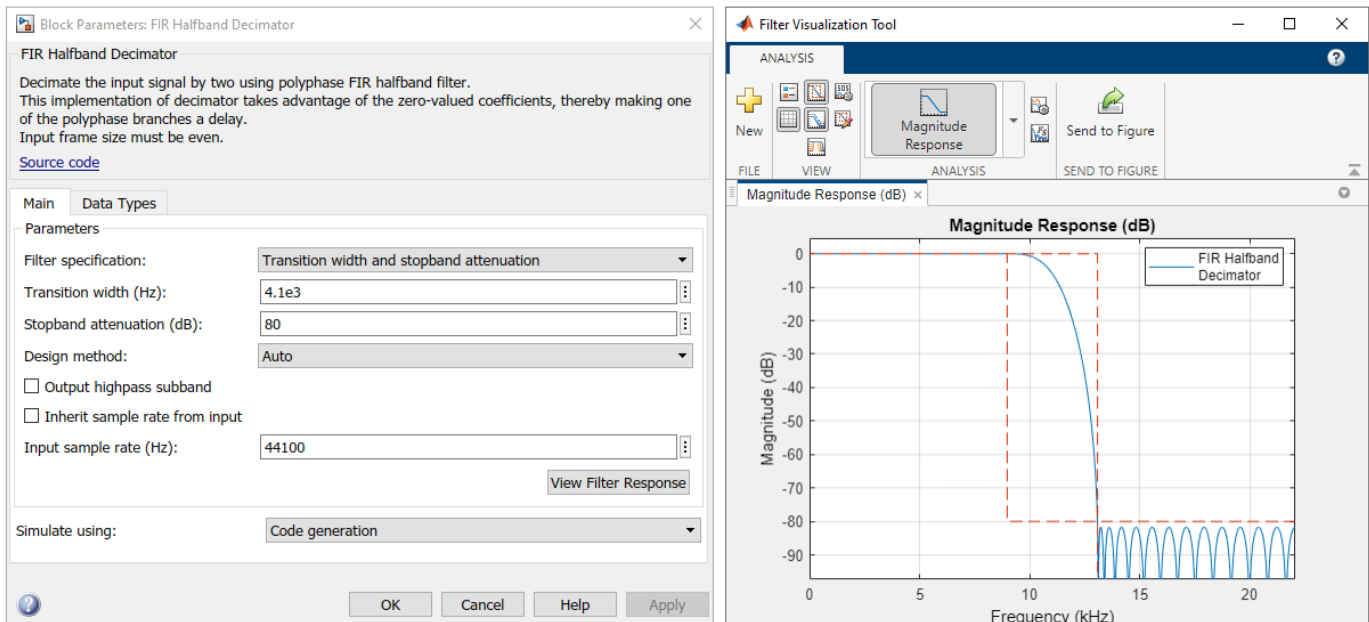 Block Parameters: FIR Halfband Decimator
FIR Halfband Decimator
Decimate the input signal by two using polyphase FIR halfband filter.
This implementation of decimator takes advantage of the zero-valued coefficients, thereby making one
of the polyphase branches a delay.
Input frame size must be even.
Source code
Main Data Types
Parameters
Filter specification: Transition width and stopband attenuation
Transition width (Hz): 4.1e3
Stopband attenuation (dB): 80
Design method: Auto
Output highpass subband
Inherit sample rate from input
Input sample rate (Hz): 44100
View Filter Response
Simulate using: Code generation
OK Cancel Help Apply
Filter Visualization Tool
ANALYSIS
New
SOS
Fs
Magnitude
Response
Send to Figure
FILE VIEW ANALYSIS SEND TO FIGURE
Magnitude Response (dB)
Magnitude Response (dB)
FIR Halfband
Decimator
Magnitude (dB)
0
-10
-20
-30
-40
-50
-60
-70
-80
-90
0 5 10 15 20
Frequency (kHz)